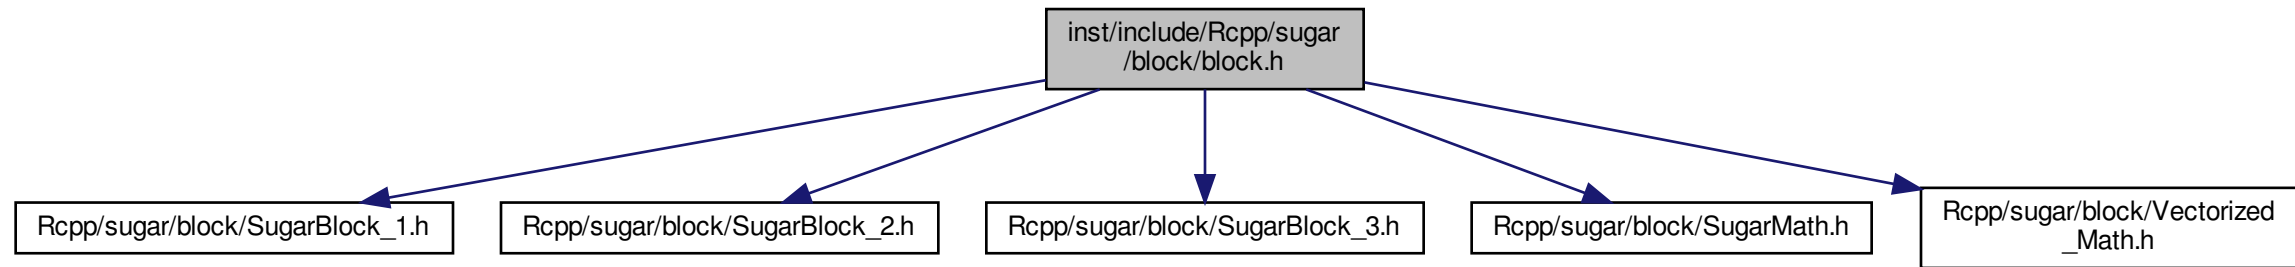 inst/include/Rcpp/sugar
/block/block.h
Rcpp/sugar/block/SugarBlock_1.h
Rcpp/sugar/block/SugarBlock_2.h
Rcpp/sugar/block/SugarBlock_3.h
Rcpp/sugar/block/SugarMath.h
Rcpp/sugar/block/Vectorized
_Math.h